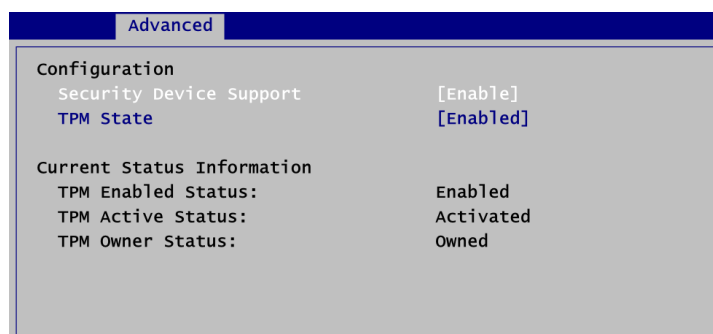 Advanced
Configuration
Security Device Support [Enable]
TPM State [Enabled]
Current Status Information
TPM Enabled Status: Enabled
TPM Active Status: Activated
TPM Owner Status: Owned